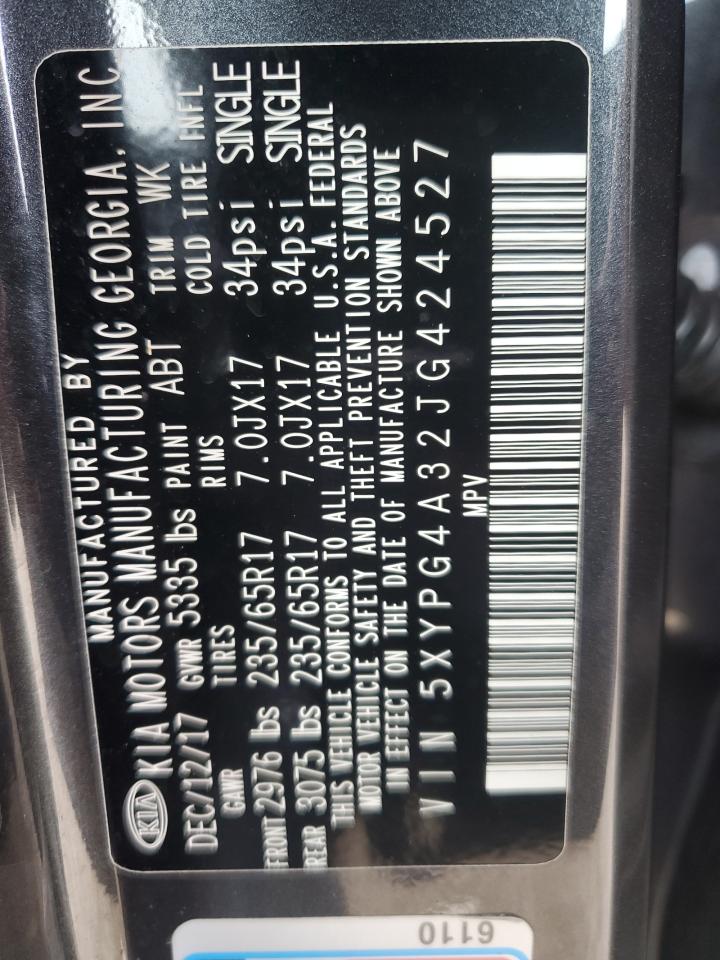 MANUFACTURED BY
KIA KIA MOTORS MANUFACTURING GEORGIA, INC
DEC/12/17 GVWR 5335 lbs PAINT ABT TRIM WK
GAWR TIRES RIMS COLD TIRE INFL
FRONT 2976 lbs 235/65R17 7.0JX17 34psi SINGLE
REAR 3075 lbs 235/65R17 7.0JX17 34psi SINGLE
THIS VEHICLE CONFORMS TO ALL APPLICABLE U.S.A. FEDERAL
MOTOR VEHICLE SAFETY AND THEFT PREVENTION STANDARDS
IN EFFECT ON THE DATE OF MANUFACTURE SHOWN ABOVE
VIN 5XYPG4A32JG424527
MPV
6110